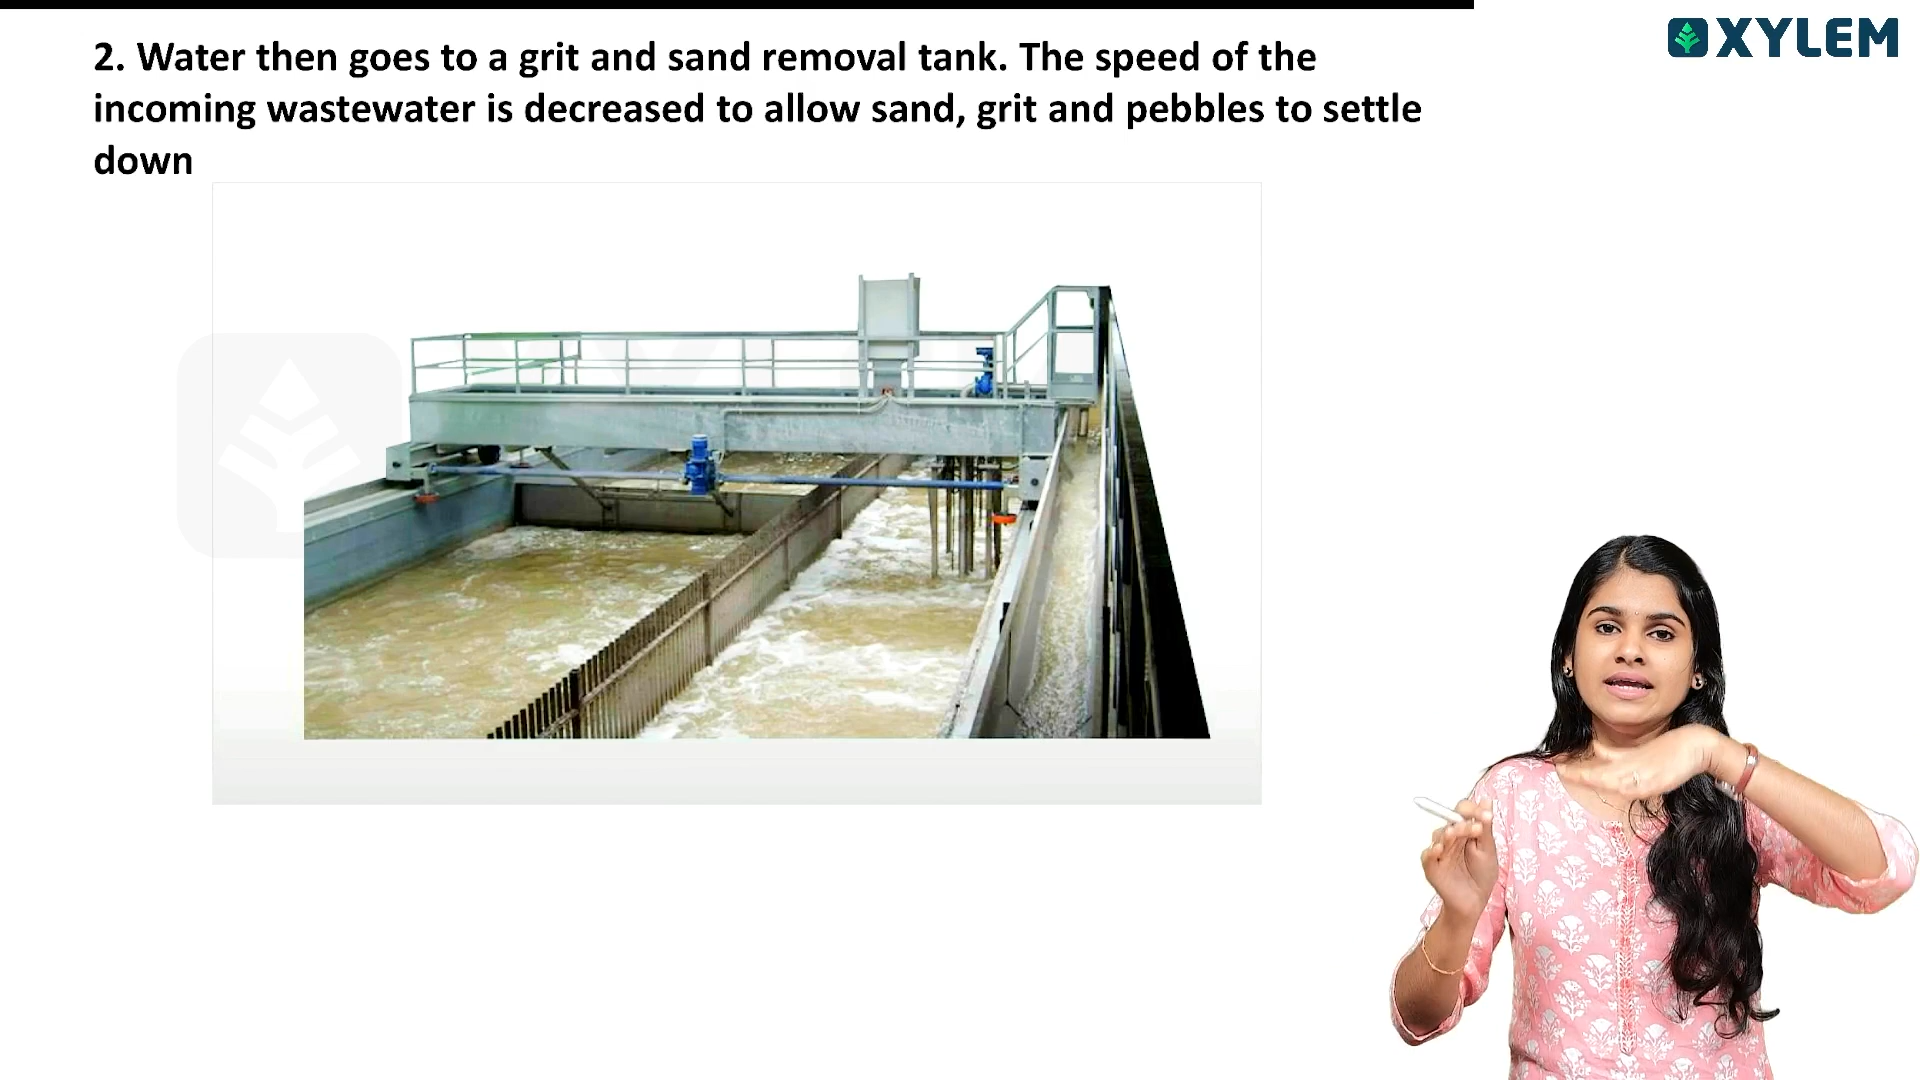 XYLEM
2. Water then goes to a grit and sand removal tank. The speed of the
incoming wastewater is decreased to allow sand, grit and pebbles to settle
down